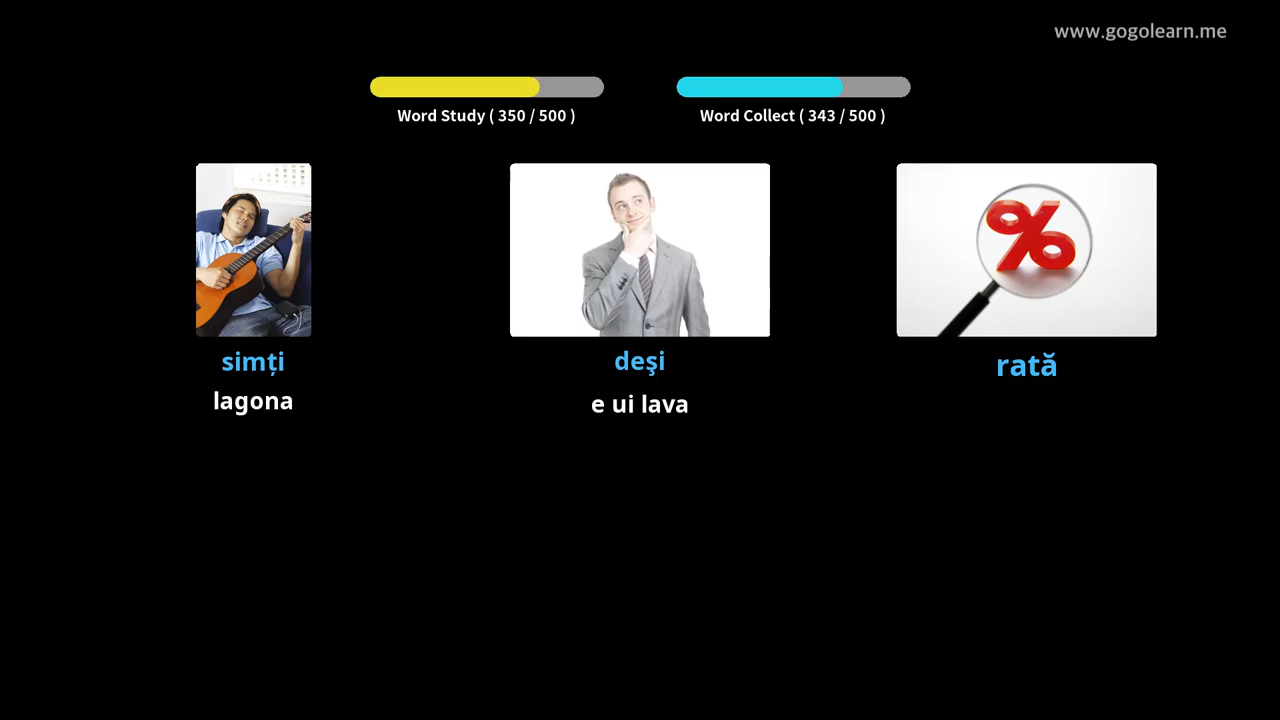 www.gogolearn.me
Word Study ( 350 / 500 )
Word Collect ( 343 / 500 )
simți
lagona
deşi
e ui lava
%
rată